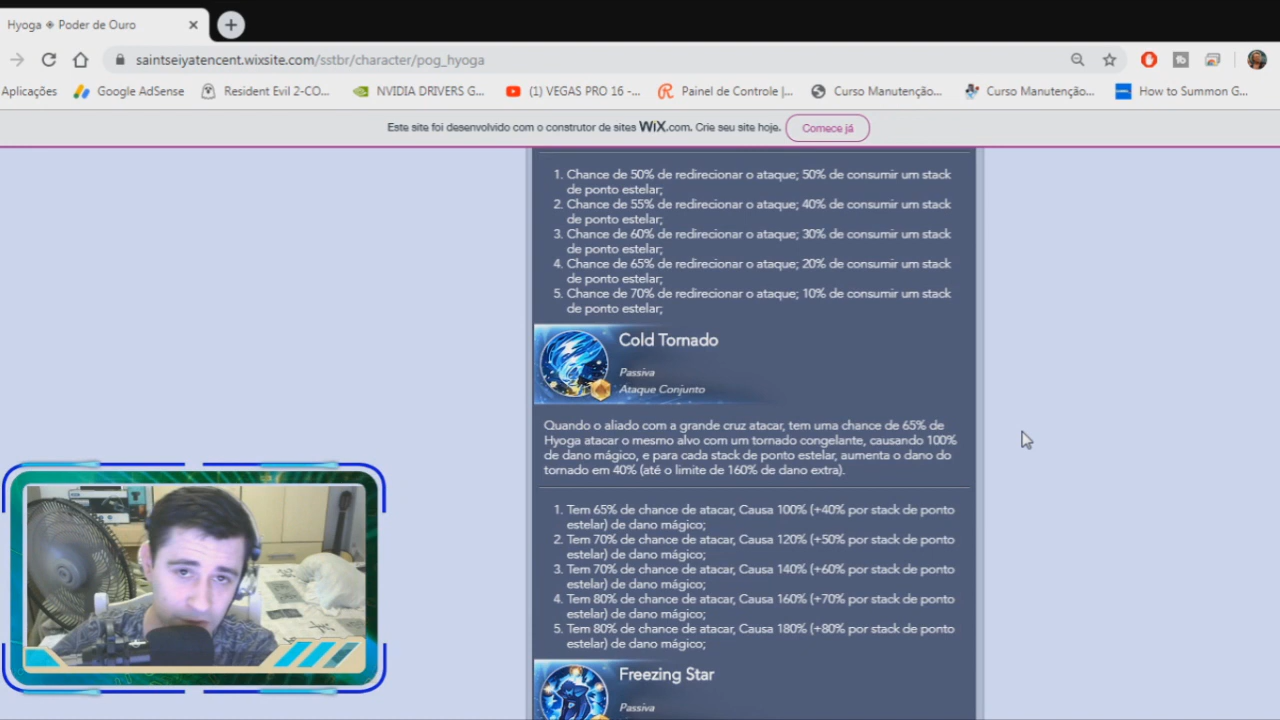 Hyoga ◈ Poder de Ouro
saintseiyatencent.wixsite.com/sstbr/character/pog_hyoga
Aplicações
Google AdSense
Resident Evil 2-CO...
NVIDIA DRIVERS G...
(1) VEGAS PRO 16 -...
Painel de Controle |...
Curso Manutenção...
Curso Manutenção...
How to Summon G...
Este site foi desenvolvido com o construtor de sites WiX.com. Crie seu site hoje.
Comece já
1. Chance de 50% de redirecionar o ataque; 50% de consumir um stack
de ponto estelar;
2. Chance de 55% de redirecionar o ataque; 40% de consumir um stack
de ponto estelar;
3. Chance de 60% de redirecionar o ataque; 30% de consumir um stack
de ponto estelar;
4. Chance de 65% de redirecionar o ataque; 20% de consumir um stack
de ponto estelar;
5. Chance de 70% de redirecionar o ataque; 10% de consumir um stack
de ponto estelar;
Cold Tornado
Passiva
Ataque Conjunto
Quando o aliado com a grande cruz atacar, tem uma chance de 65% de
Hyoga atacar o mesmo alvo com um tornado congelante, causando 100%
de dano mágico, e para cada stack de ponto estelar, aumenta o dano do
tornado em 40% (até o limite de 160% de dano extra).
1. Tem 65% de chance de atacar, Causa 100% (+40% por stack de ponto
estelar) de dano mágico;
2. Tem 70% de chance de atacar, Causa 120% (+50% por stack de ponto
estelar) de dano mágico;
3. Tem 70% de chance de atacar, Causa 140% (+60% por stack de ponto
estelar) de dano mágico;
4. Tem 80% de chance de atacar, Causa 160% (+70% por stack de ponto
estelar) de dano mágico;
5. Tem 80% de chance de atacar, Causa 180% (+80% por stack de ponto
estelar) de dano mágico;
Freezing Star
Passiva